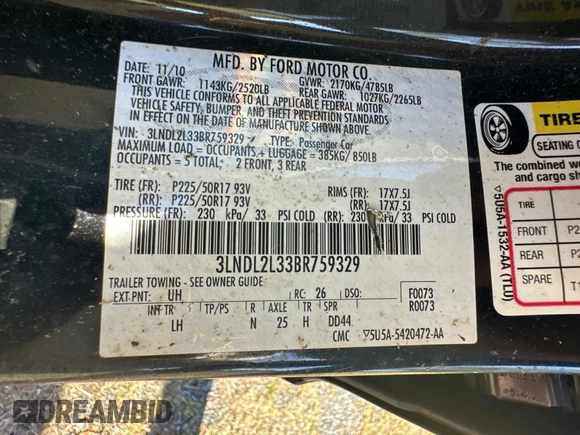 MFD. BY FORD MOTOR CO.
DATE: 11/10 GVWR: 2170KG/4785LB
FRONT GAWR: 1143KG/2520LB REAR GAWR: 1027KG/2265LB
THIS VEHICLE CONFORMS TO ALL APPLICABLE FEDERAL MOTOR
VEHICLE SAFETY, BUMPER, AND THEFT PREVENTION STANDARDS
IN EFFECT ON THE DATE OF MANUFACTURE SHOWN ABOVE.
VIN: 3LNDL2L33BR759329 TYPE: Passenger Car
MAXIMUM OCCUPANTS + LUGGAGE = 385KG/ 850LB
OCCUPANTS = 5 TOTAL, 2 FRONT, 3 REAR
TIRE (FR): P225/50R17 93V RIMS (FR): 17X7.5J
(RR): P225/50R17 93V (RR): 17X7.5J
PRESSURE (FR): 230 kPa/ 33 PSI COLD (RR): 230 kPa/ 33 PSI COLD
3LNDL2L33BR759329
TRAILER TOWING - SEE OWNER GUIDE
EXT PNT: UH RC: 26 DSO: F0073
R0073
INT TR TP/PS R AXLE TR SPR
LH N 25 H DD44
CMC ▽5U5A-5420472-AA
TIRE
SEATING
The combined
and cargo sh
TIRE
FRONT
REAR
SPARE
▽5U5A-1532-AA (TL0)
DREAMBID